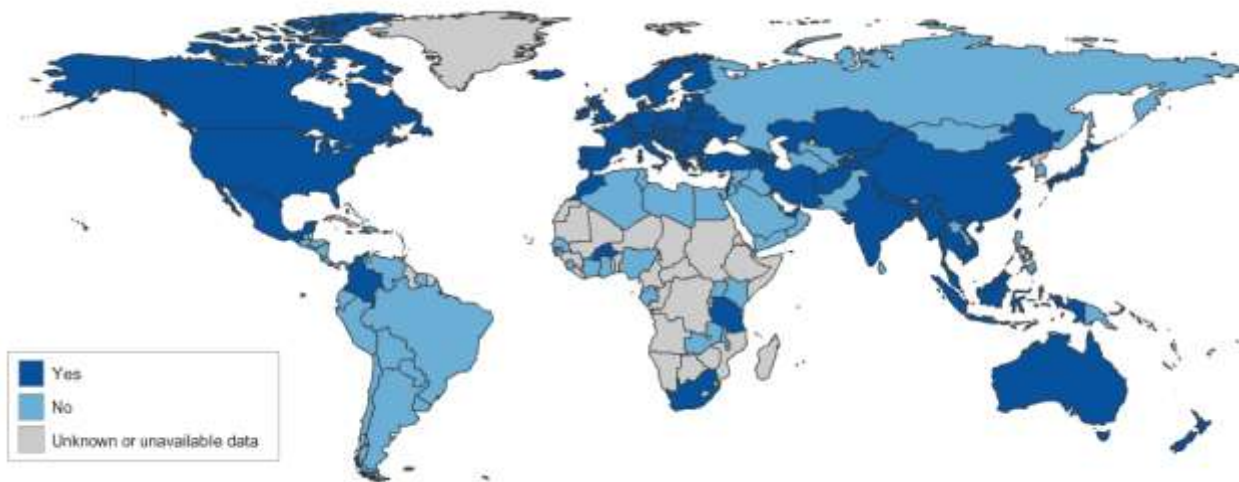 Yes
No
Unknown or unavailable data